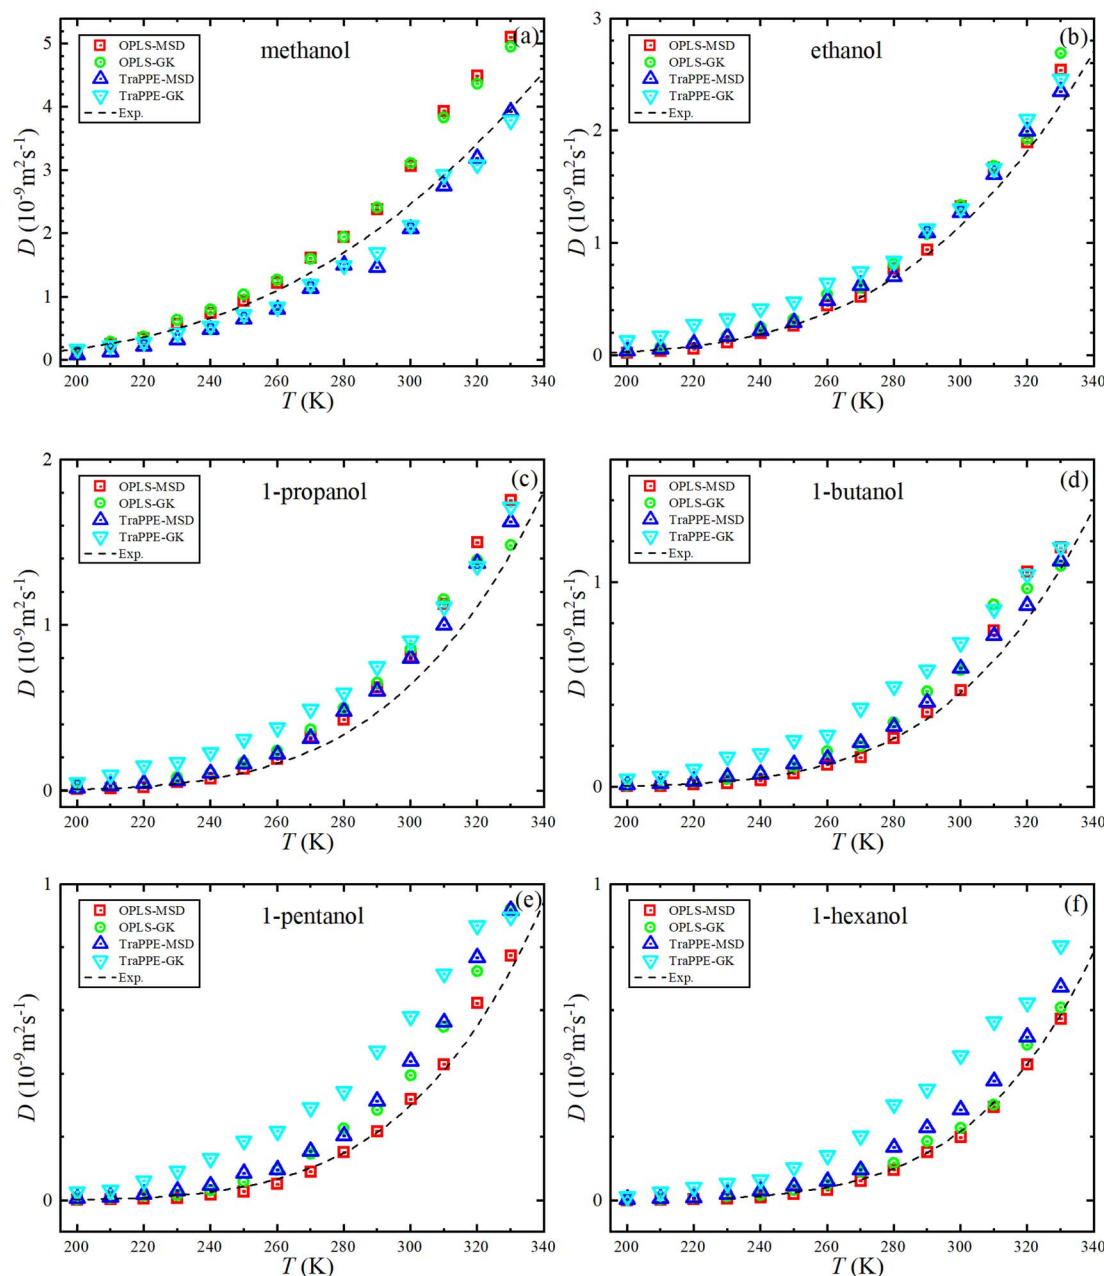 (a)
methanol
OPLS-MSD
OPLS-GK
TraPPE-MSD
TraPPE-GK
Exp.
5
4
3
2
1
0
D (10⁻⁹m²s⁻¹)
200 220 240 260 280 300 320 340
T (K)
(b)
ethanol
OPLS-MSD
OPLS-GK
TraPPE-MSD
TraPPE-GK
Exp.
3
2
1
0
D (10⁻⁹m²s⁻¹)
200 220 240 260 280 300 320 340
T (K)
(c)
1-propanol
OPLS-MSD
OPLS-GK
TraPPE-MSD
TraPPE-GK
Exp.
2
1
0
D (10⁻⁹m²s⁻¹)
200 220 240 260 280 300 320 340
T (K)
(d)
1-butanol
OPLS-MSD
OPLS-GK
TraPPE-MSD
TraPPE-GK
Exp.
1
0
D (10⁻⁹m²s⁻¹)
200 220 240 260 280 300 320 340
T (K)
(e)
1-pentanol
OPLS-MSD
OPLS-GK
TraPPE-MSD
TraPPE-GK
Exp.
1
0
D (10⁻⁹m²s⁻¹)
200 220 240 260 280 300 320 340
T (K)
(f)
1-hexanol
OPLS-MSD
OPLS-GK
TraPPE-MSD
TraPPE-GK
Exp.
1
0
D (10⁻⁹m²s⁻¹)
200 220 240 260 280 300 320 340
T (K)